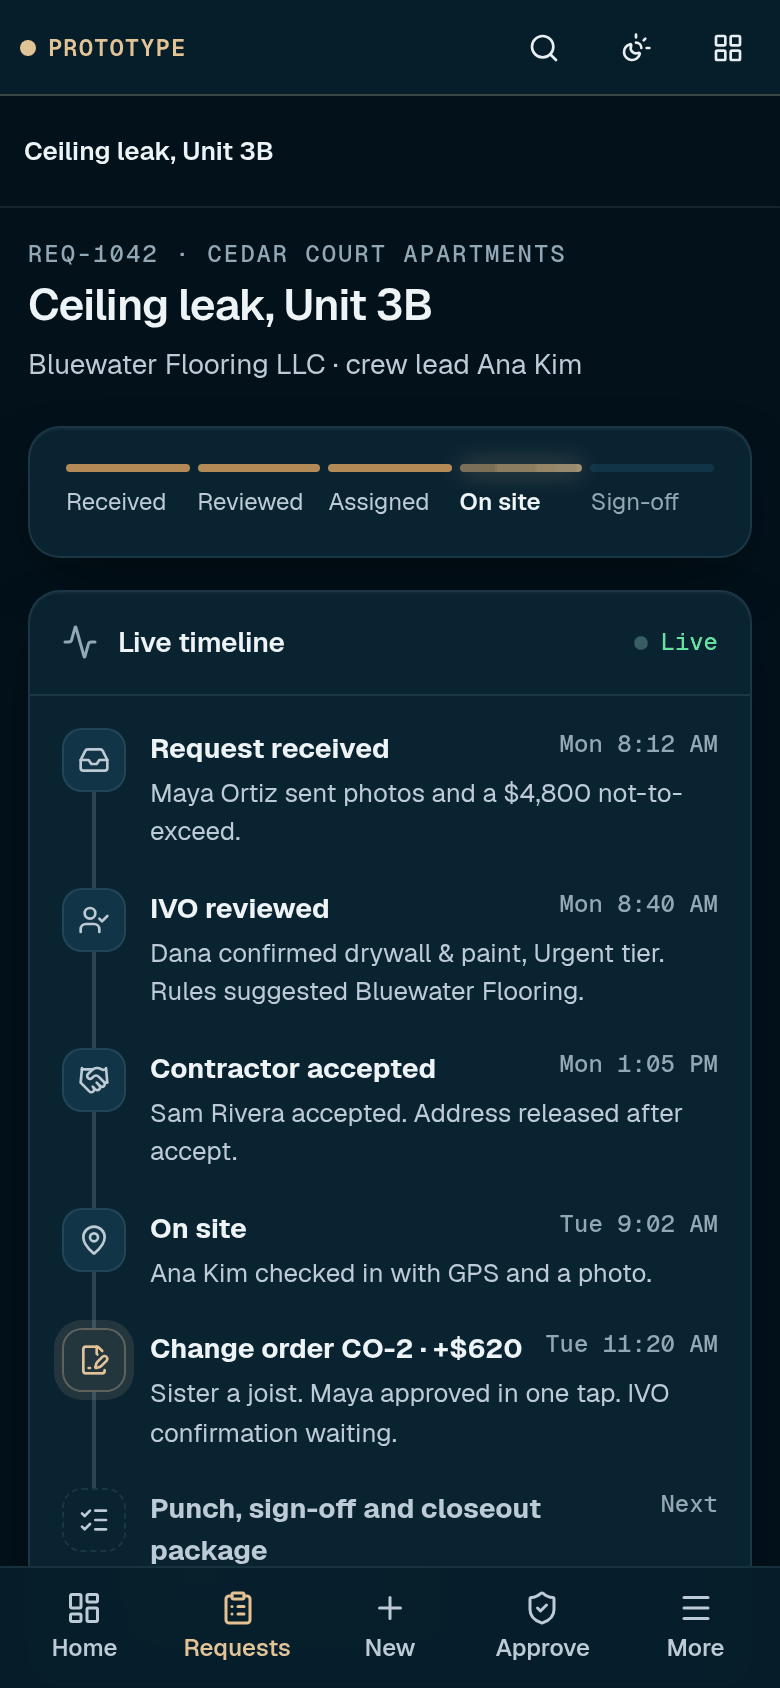 PROTOTYPE
Ceiling leak, Unit 3B
REQ-1042 · CEDAR COURT APARTMENTS
Ceiling leak, Unit 3B
Bluewater Flooring LLC · crew lead Ana Kim
Received Reviewed Assigned On site Sign-off
Live timeline Live
Request received Mon 8:12 AM
Maya Ortiz sent photos and a $4,800 not-to-
exceed.
IVO reviewed Mon 8:40 AM
Dana confirmed drywall & paint, Urgent tier.
Rules suggested Bluewater Flooring.
Contractor accepted Mon 1:05 PM
Sam Rivera accepted. Address released after
accept.
On site Tue 9:02 AM
Ana Kim checked in with GPS and a photo.
Change order CO-2 · +$620 Tue 11:20 AM
Sister a joist. Maya approved in one tap. IVO
confirmation waiting.
Punch, sign-off and closeout Next
package
Home Requests New Approve More